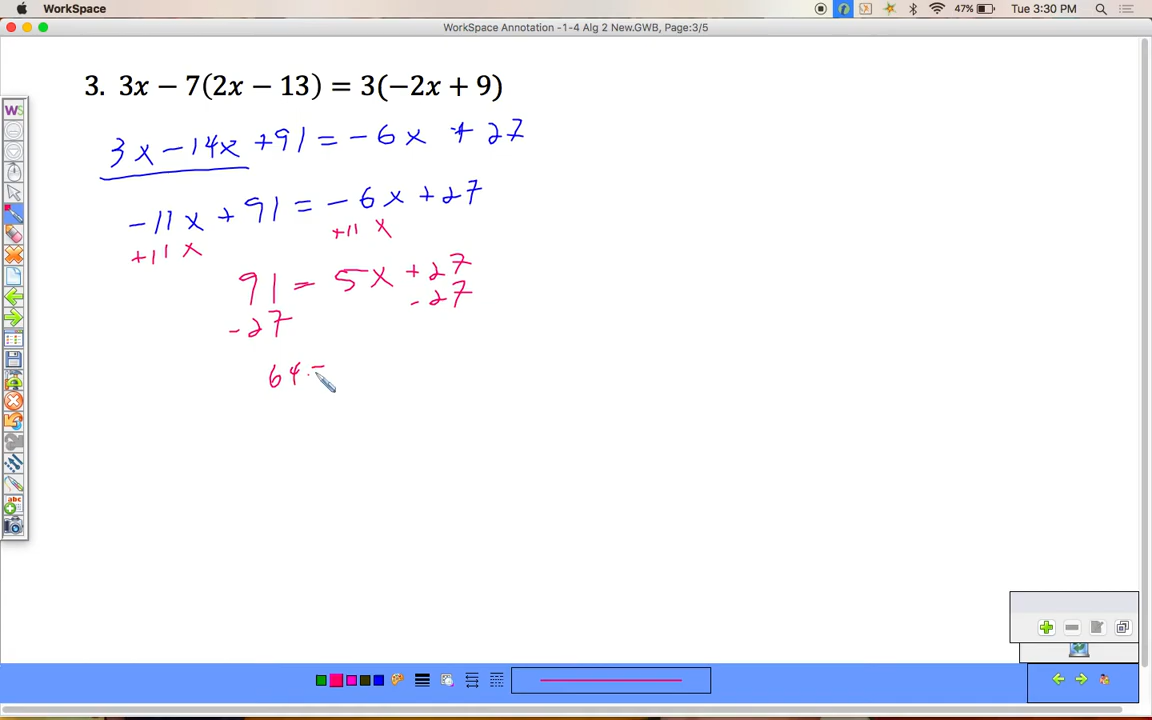 WorkSpace 47% Tue 3:30 PM
WorkSpace Annotation -1-4 Alg 2 New.GWB, Page:3/5
WS
3. 3x − 7(2x − 13) = 3(−2x + 9)
3x − 14x + 91 = − 6x + 27
− 11x + 91 = − 6x + 27
+11x +11x
91 = 5x + 27
-27 -27
64 =
abc